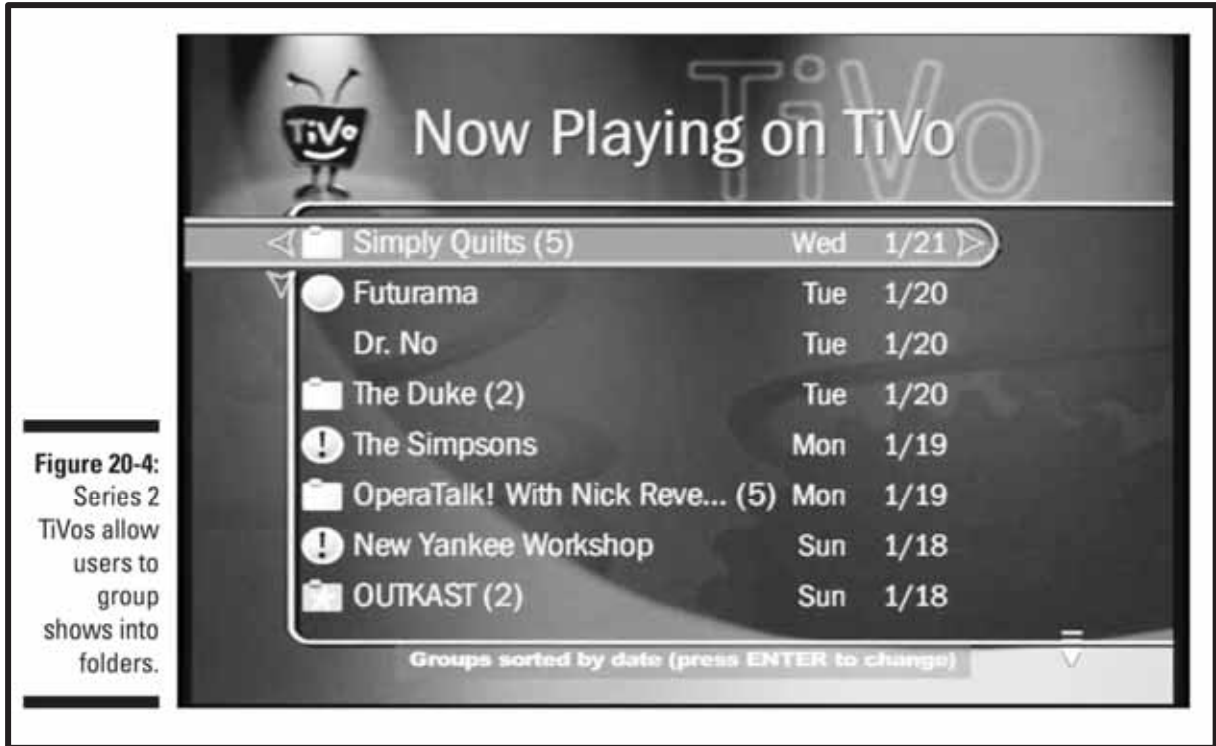 TiVo
TiVo
Now Playing on TiVo
Simply Quilts (5) Wed 1/21
Futurama Tue 1/20
Dr. No Tue 1/20
The Duke (2) Tue 1/20
! The Simpsons Mon 1/19
OperaTalk! With Nick Reve... (5) Mon 1/19
! New Yankee Workshop Sun 1/18
OUTKAST (2) Sun 1/18
Groups sorted by date (press ENTER to change)
Figure 20-4:
Series 2
TiVos allow
users to
group
shows into
folders.